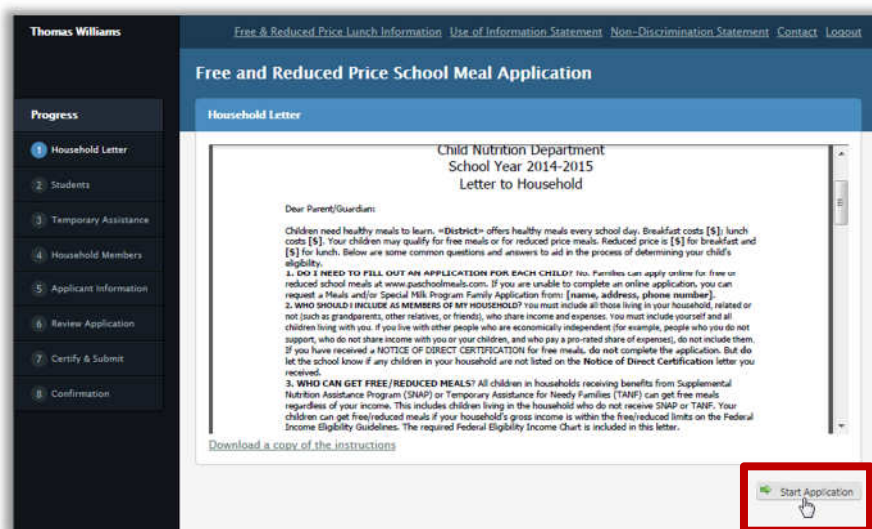 Thomas Williams
Free & Reduced Price Lunch Information Use of Information Statement Non-Discrimination Statement Contact Logout
Free and Reduced Price School Meal Application
Progress
1 Household Letter
2 Students
3 Temporary Assistance
4 Household Members
5 Applicant Information
6 Review Application
7 Certify & Submit
8 Confirmation
Household Letter
Child Nutrition Department
School Year 2014-2015
Letter to Household
Dear Parent/Guardian:
Children need healthy meals to learn. <District> offers healthy meals every school day. Breakfast costs [$]; lunch
costs [$]. Your children may qualify for free meals or for reduced price meals. Reduced price is [$] for breakfast and
[$] for lunch. Below are some common questions and answers to aid in the process of determining your child's
eligibility.
1. DO I NEED TO FILL OUT AN APPLICATION FOR EACH CHILD? No. Families can apply online for free or
reduced school meals at www.paschoolmeals.com. If you are unable to complete an online application, you can
request a Meals and/or Special Milk Program Family Application from: [name, address, phone number].
2. WHO SHOULD I INCLUDE AS MEMBERS OF MY HOUSEHOLD? You must include all those living in your household, related or
not (such as grandparents, other relatives, or friends), who share income and expenses. You must include yourself and all
children living with you. If you live with other people who are economically independent (for example, people who you do not
support, who do not share income with you or your children, and who pay a pro-rated share of expenses), do not include them.
If you have received a NOTICE OF DIRECT CERTIFICATION for free meals, do not complete the application. But do
let the school know if any children in your household are not listed on the Notice of Direct Certification letter you
received.
3. WHO CAN GET FREE/REDUCED MEALS? All children in households receiving benefits from Supplemental
Nutrition Assistance Program (SNAP) or Temporary Assistance for Needy Families (TANF) can get free meals
regardless of your income. This includes children living in the household who do not receive SNAP or TANF. Your
children can get free/reduced meals if your household's gross income is within the free/reduced limits on the Federal
Income Eligibility Guidelines. The required Federal Eligibility Income Chart is included in this letter.
Download a copy of the instructions
Start Application